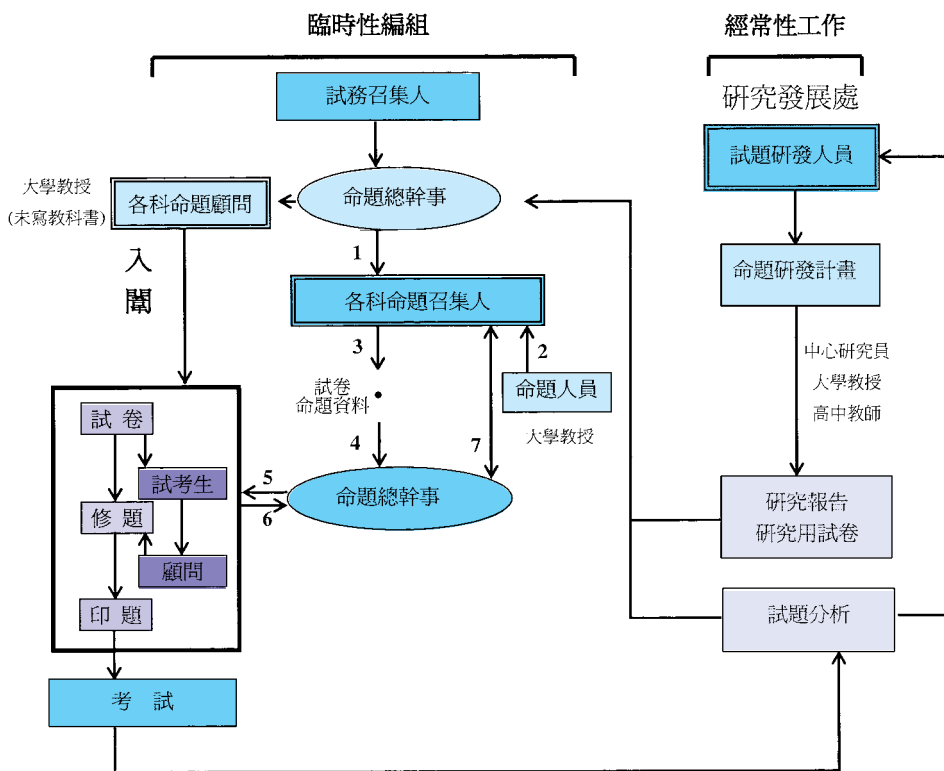 臨時性編組
經常性工作
試務召集人
研究發展處
試題研發人員
大學教授
(未寫教科書)
各科命題顧問
命題總幹事
入
闈
1
命題研發計畫
各科命題召集人
3
2
中心研究員
大學教授
高中教師
試卷
命題資料
命題人員
大學教授
4
7
試卷
試考生
5
命題總幹事
6
修題
顧問
研究報告
研究用試卷
印題
試題分析
考試